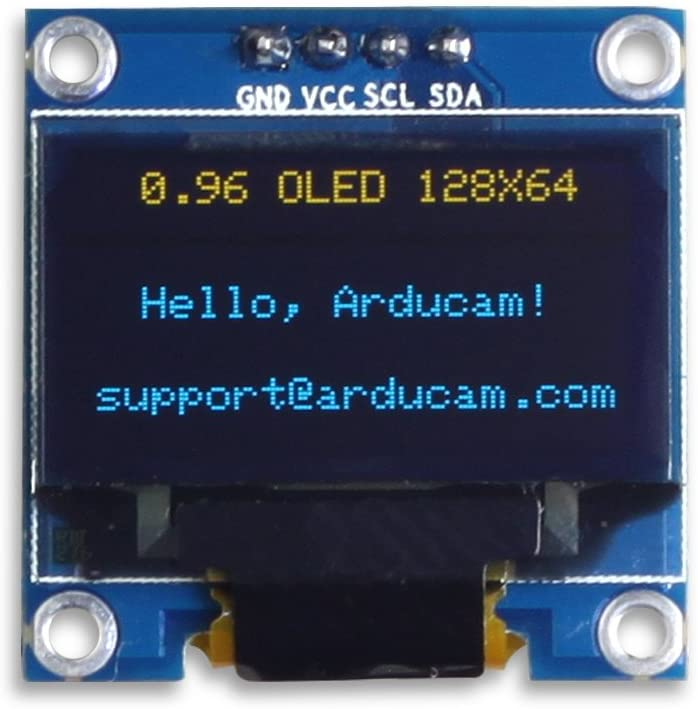 GND VCC SCL SDA
0.96 OLED 128X64
Hello, Arducam!
support@arducam.com